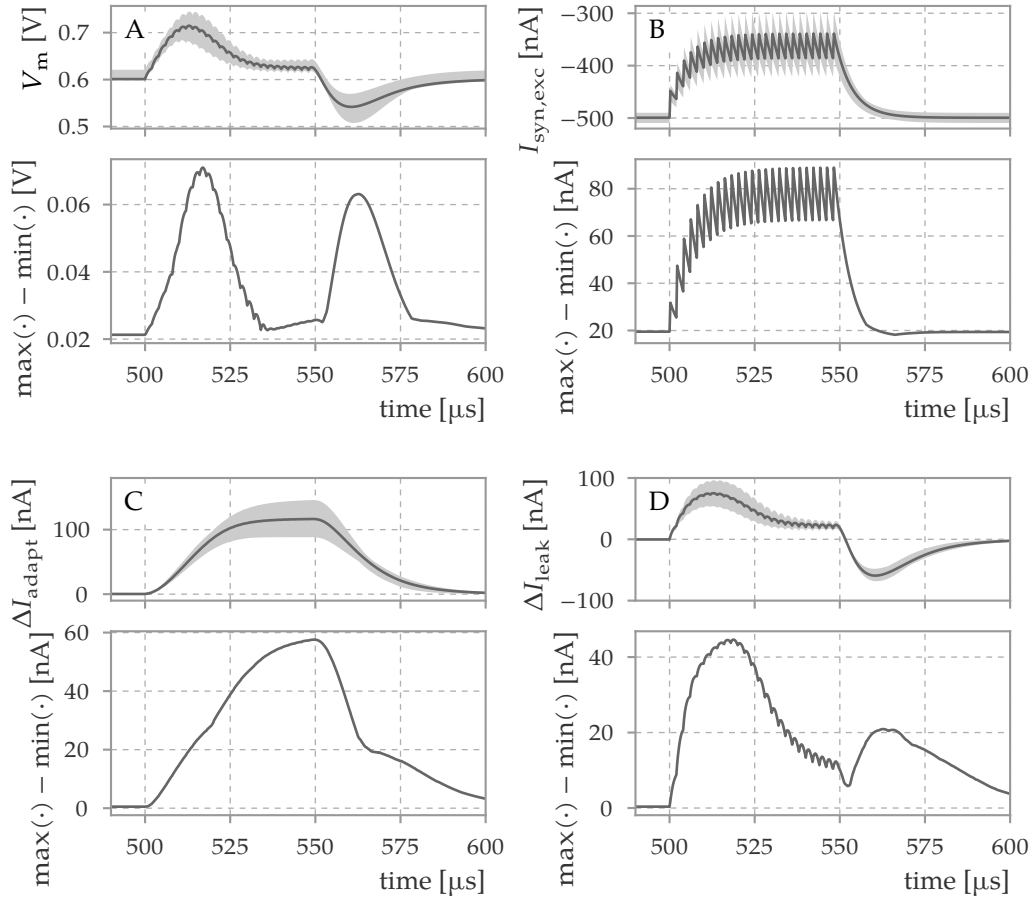 A
V_m [V]
0.7
0.6
0.5
max(·) − min(·) [V]
0.06
0.04
0.02
500 525 550 575 600
time [μs]
B
I_syn,exc [nA]
−300
−400
−500
max(·) − min(·) [nA]
80
60
40
20
500 525 550 575 600
time [μs]
C
ΔI_adapt [nA]
100
0
max(·) − min(·) [nA]
60
40
20
0
500 525 550 575 600
time [μs]
D
ΔI_leak [nA]
100
0
−100
max(·) − min(·) [nA]
40
20
0
500 525 550 575 600
time [μs]